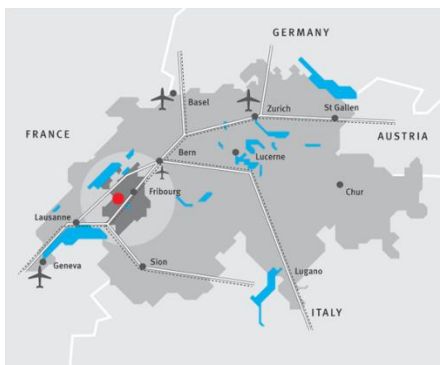 GERMANY
Basel
Zurich
St Gallen
FRANCE
AUSTRIA
Bern
Lucerne
Fribourg
Chur
Lausanne
Geneva
Sion
Lugano
ITALY